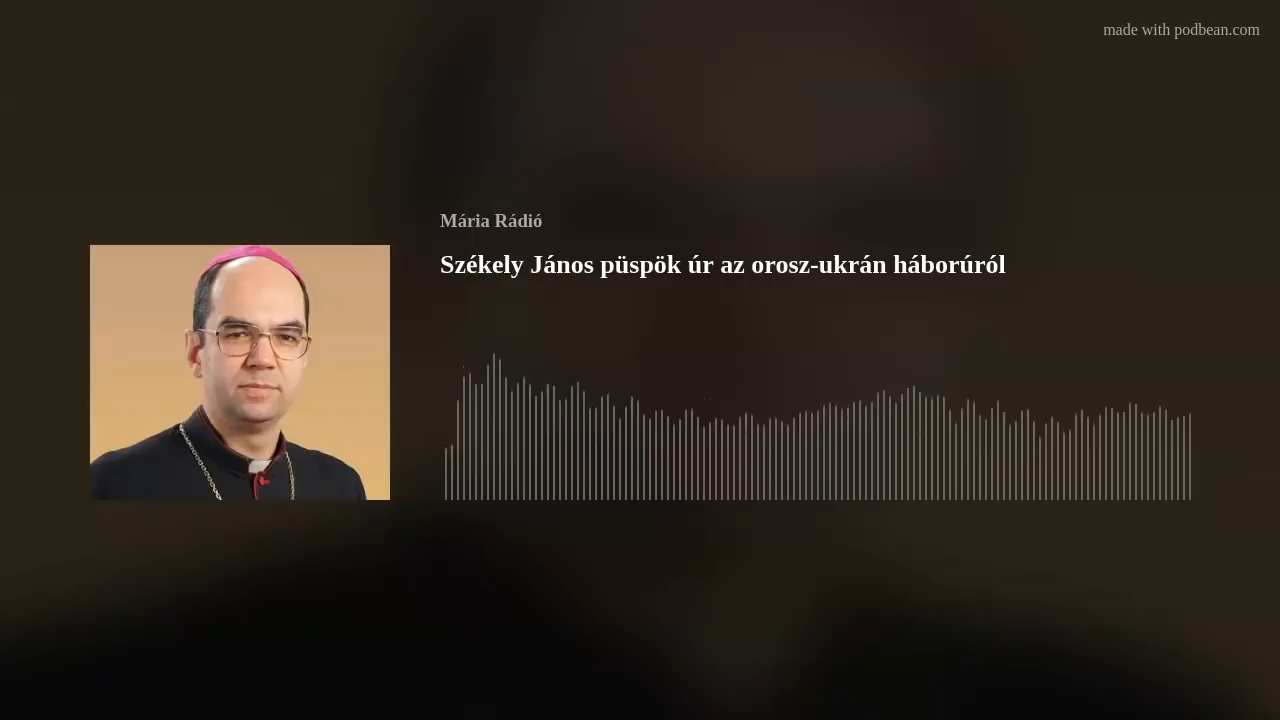 made with podbean.com
Mária Rádió
Székely János püspök úr az orosz-ukrán háborúról